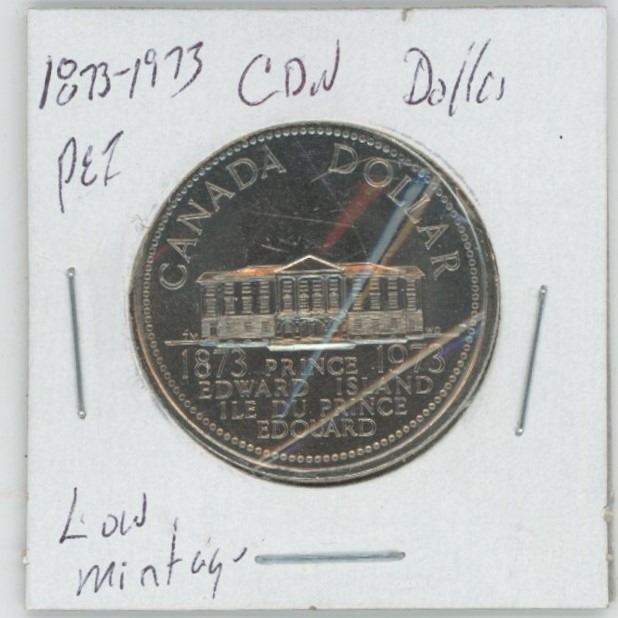 1873-1973 CDN Dollar
PEI
CANADA DOLLAR
1873 PRINCE 1973
EDWARD ISLAND
ILE DU PRINCE
EDOUARD
Low
mintage